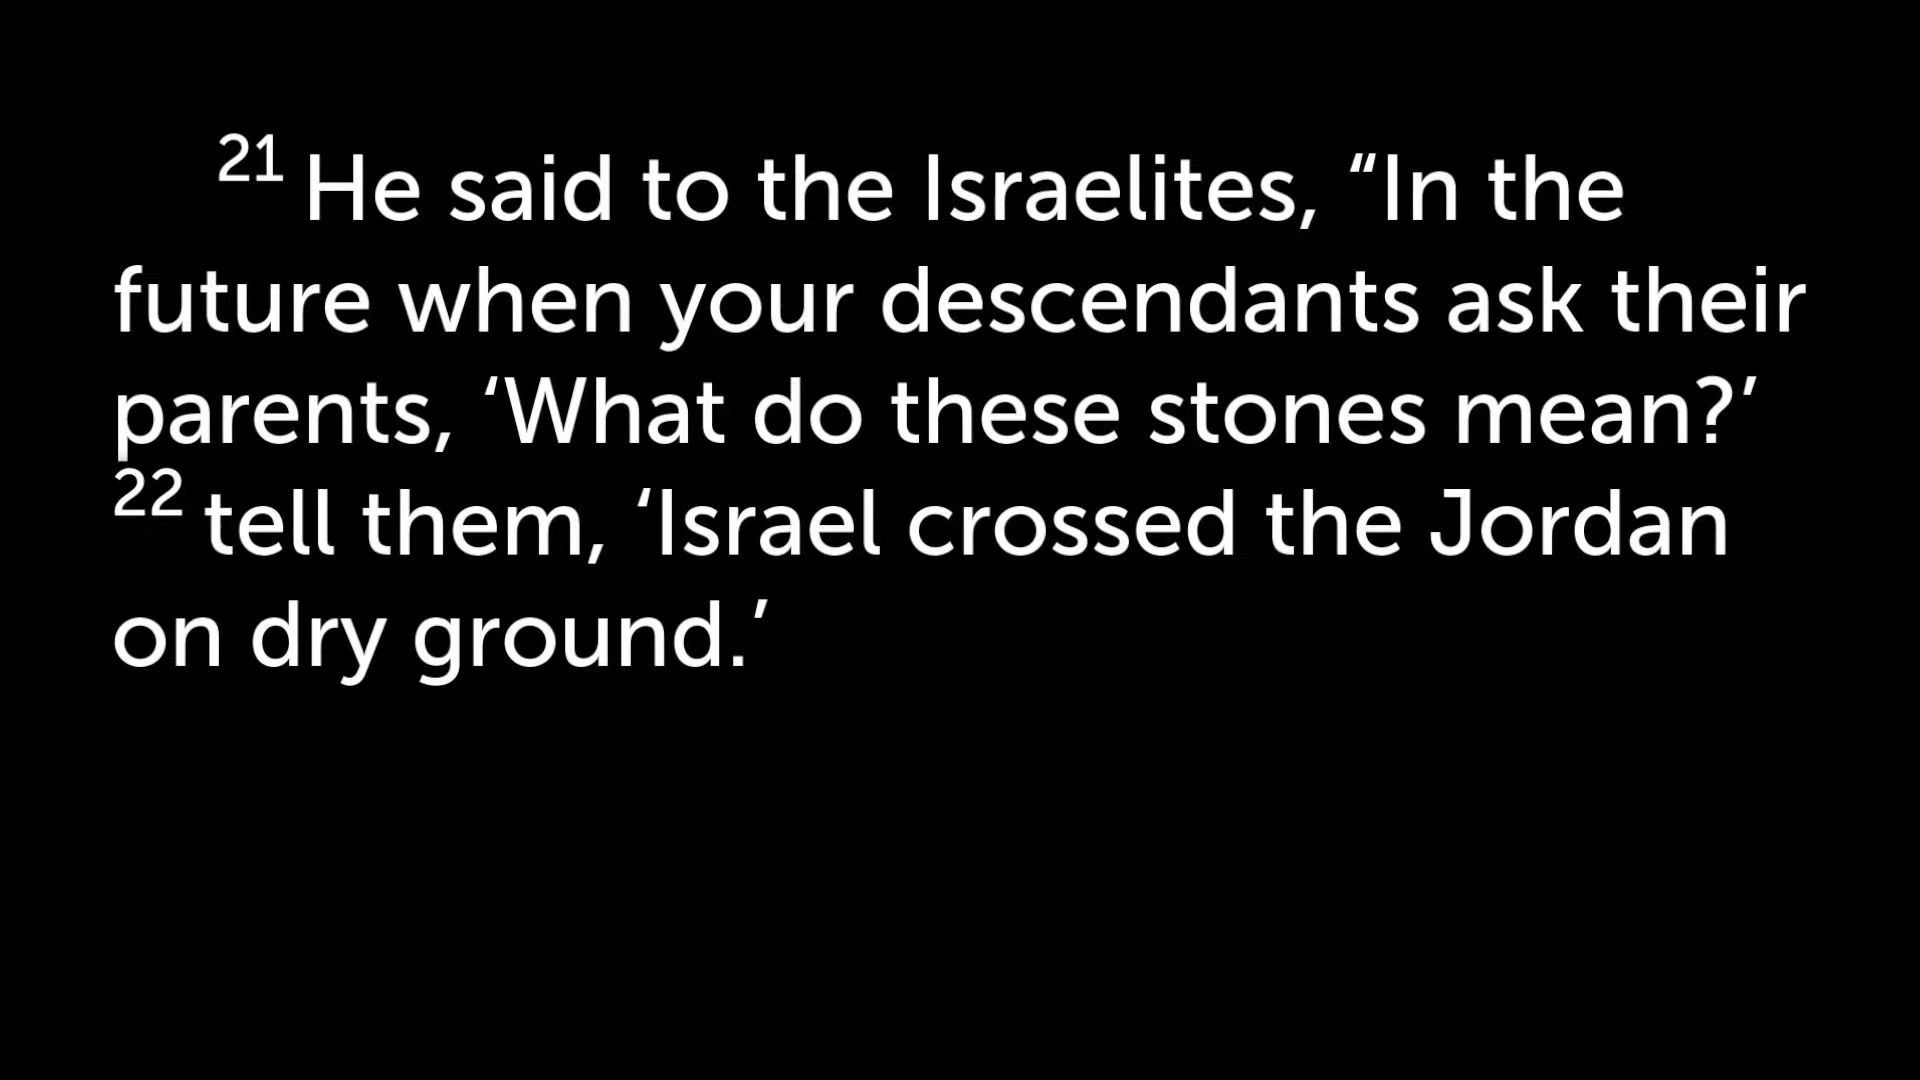 21 He said to the Israelites, “In the
future when your descendants ask their
parents, ‘What do these stones mean?’
22 tell them, ‘Israel crossed the Jordan
on dry ground.’